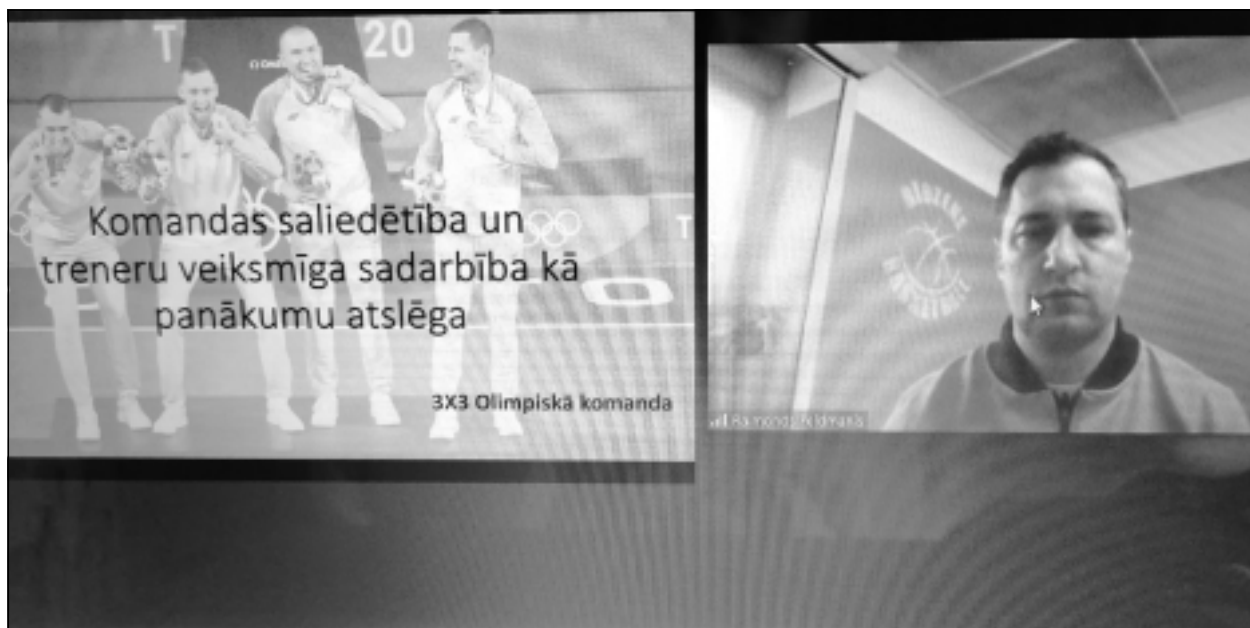 T 20
Komandas saliedētība un
treneru veiksmīga sadarbība kā
panākumu atslēga
3X3 Olimpiskā komanda
Raimonds Feldmanis